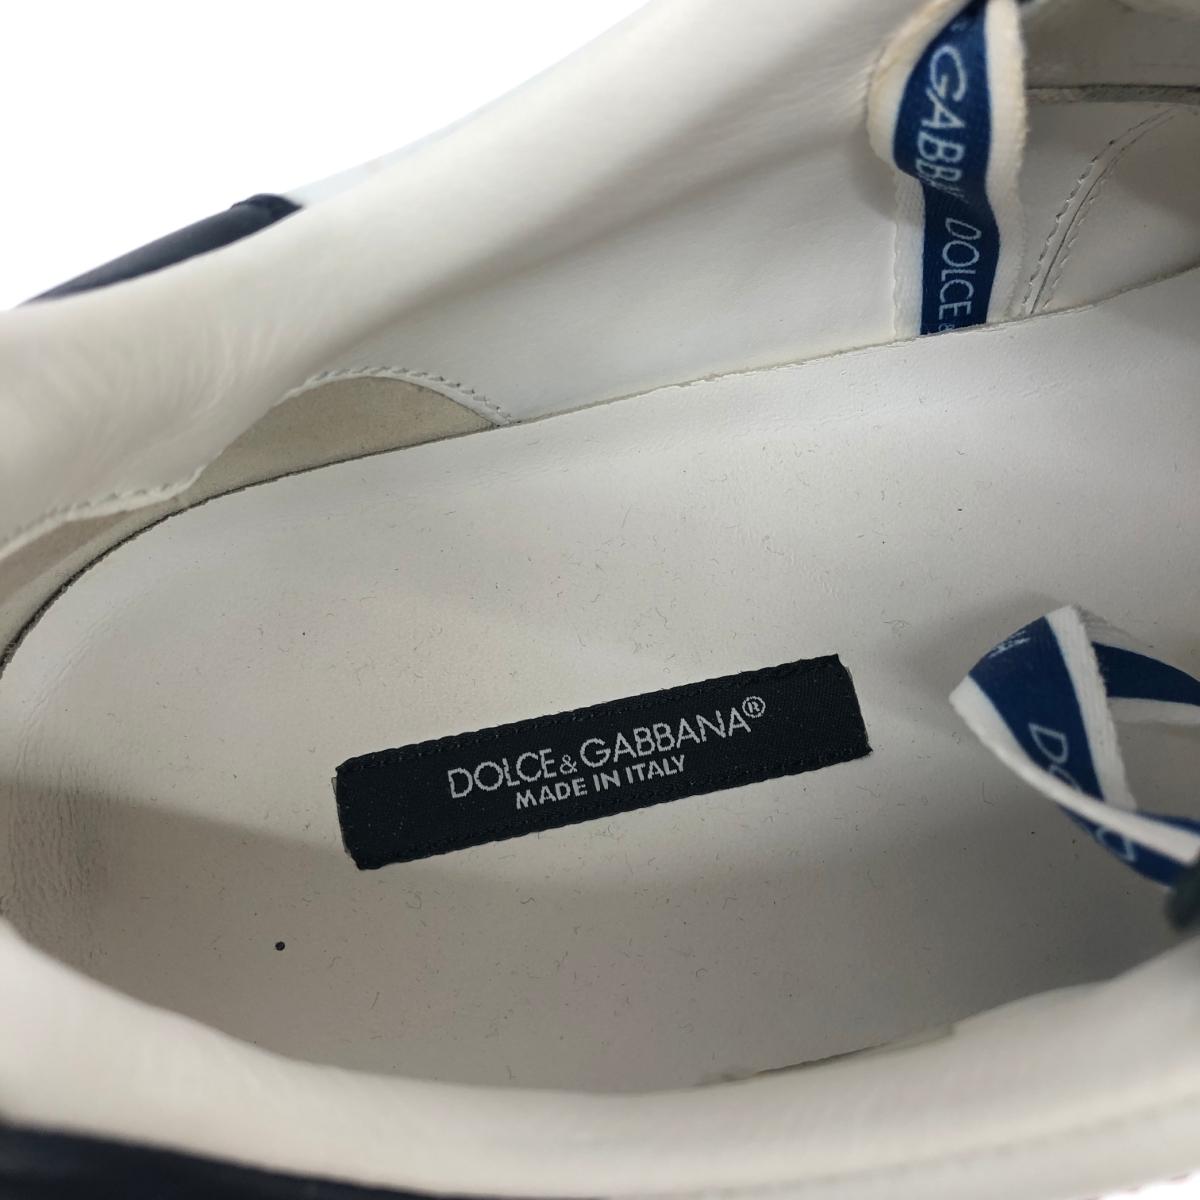 GABBA
DOLCE &
DOLCE & GABBANA®
MADE IN ITALY